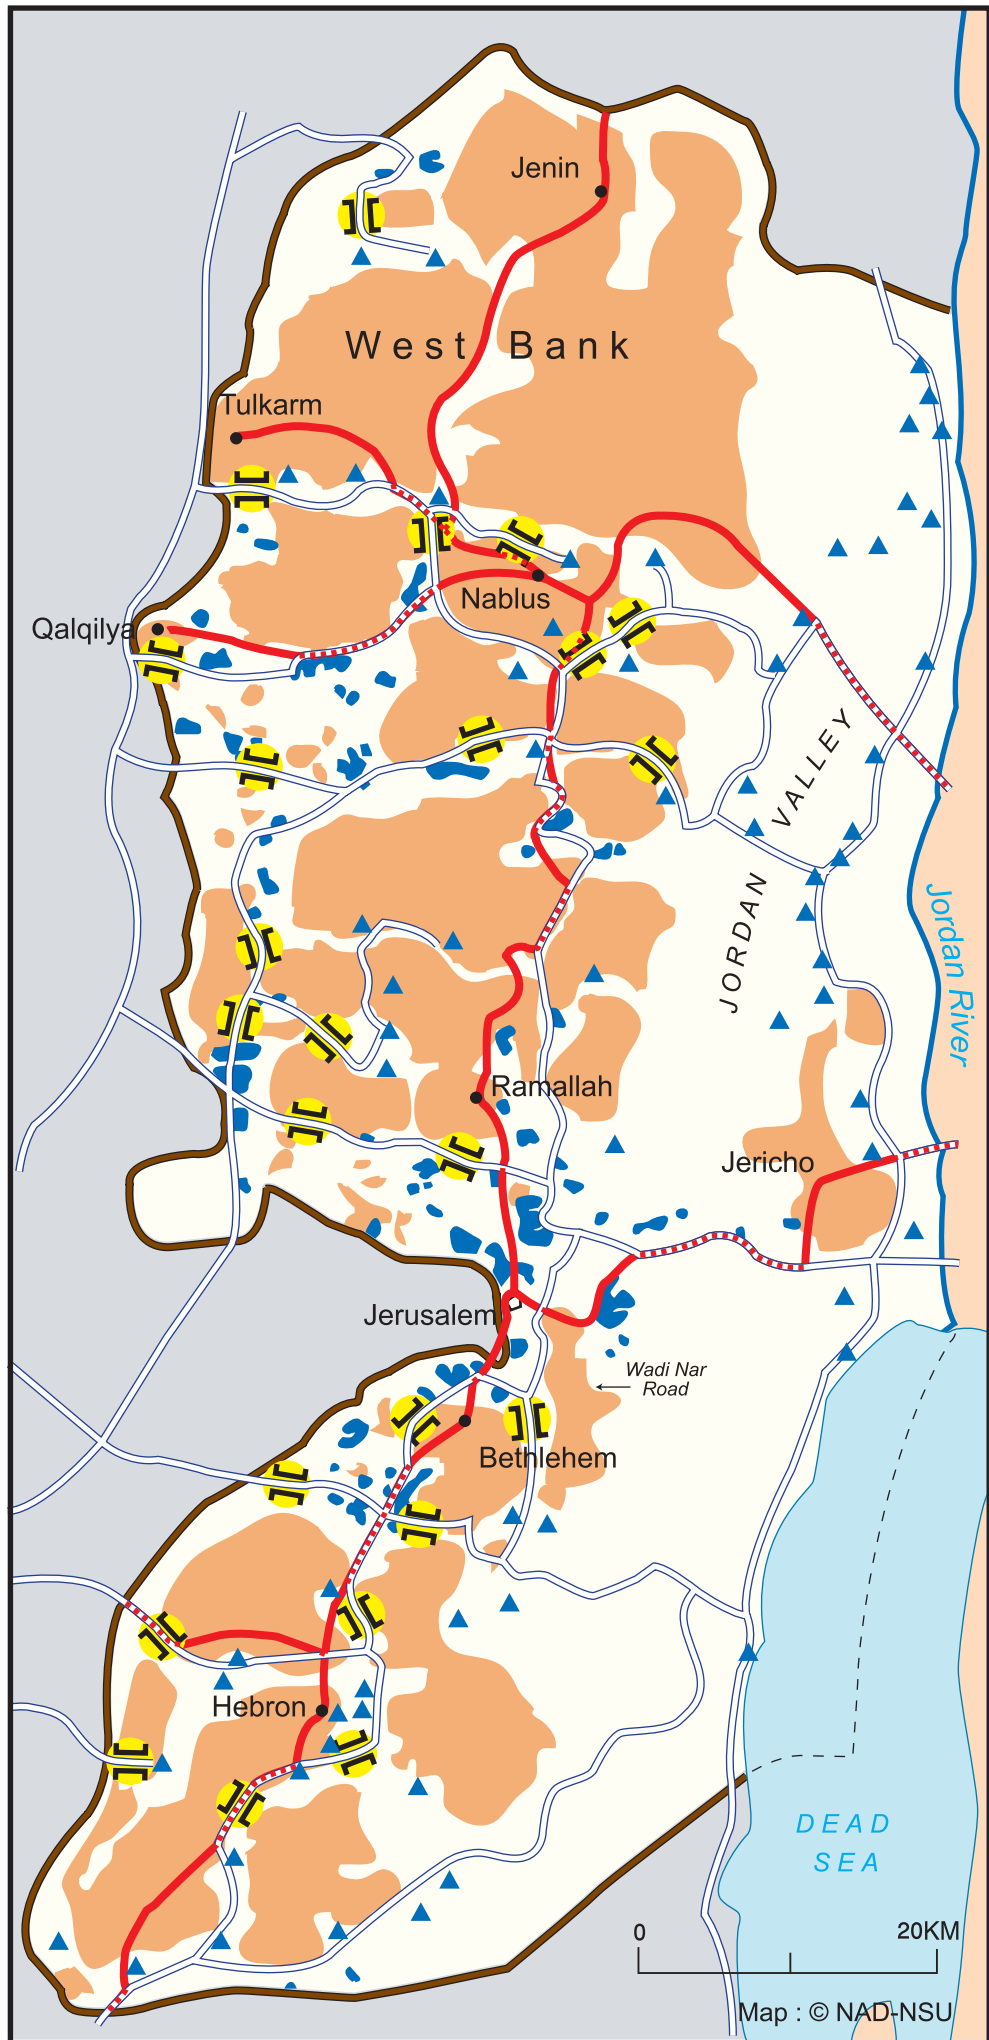 Jenin
West Bank
Tulkarm
Nablus
Qalqilya
JORDAN VALLEY
Jordan River
Ramallah
Jericho
Jerusalem
Wadi Nar
Road
Bethlehem
Hebron
DEAD
SEA
0 20KM
Map : © NAD-NSU